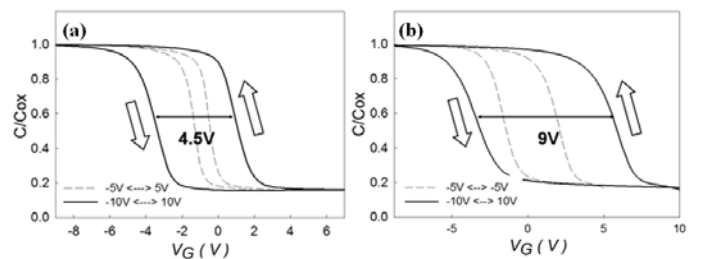 (a)
1.0
0.8
0.6
0.4
0.2
0.0
C/Cox
4.5V
-5V <---> 5V
-10V <---> 10V
-8 -6 -4 -2 0 2 4 6
VG ( V )
(b)
1.0
0.8
0.6
0.4
0.2
0.0
C/Cox
9V
-5V <--> -5V
-10V <--> 10V
-5 0 5 10
VG ( V )